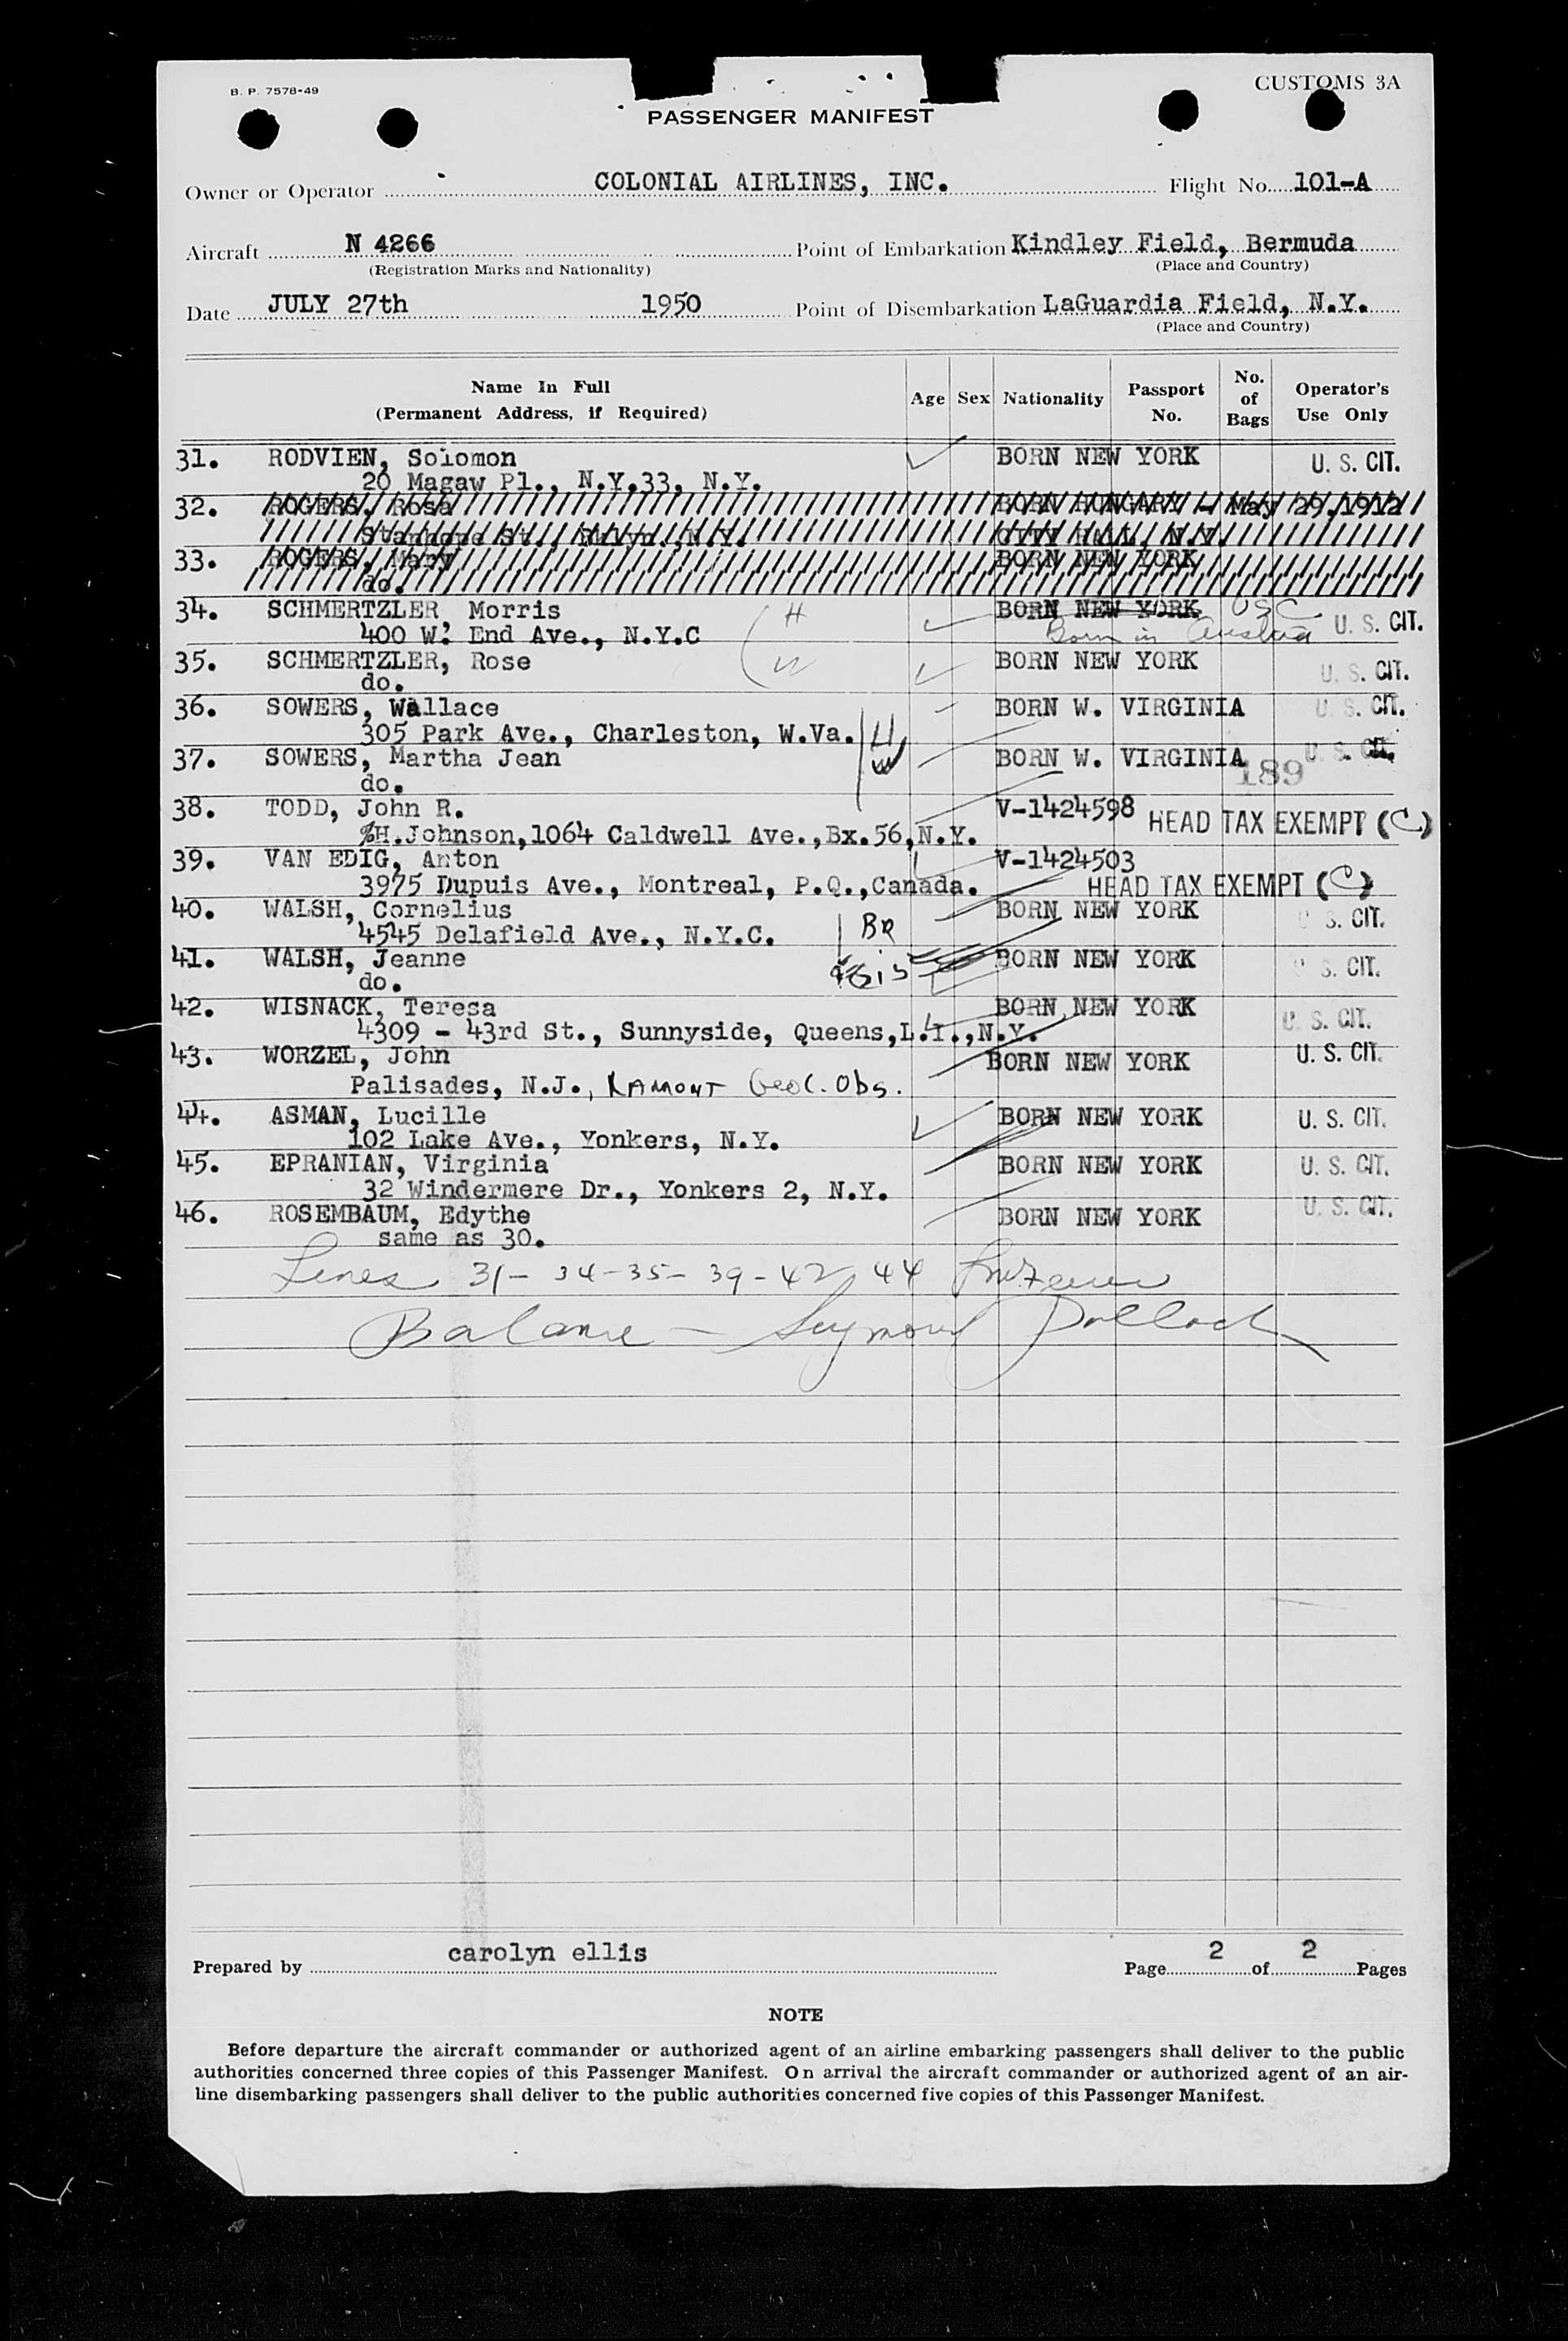 B. P. 7578-49
CUSTOMS 3A
PASSENGER MANIFEST
Owner or Operator COLONIAL AIRLINES, INC. Flight No. 101-A
Aircraft N 4266 Point of Embarkation Kindley Field, Bermuda
(Registration Marks and Nationality) (Place and Country)
Date JULY 27th 1950 Point of Disembarkation LaGuardia Field, N.Y.
(Place and Country)
Name In Full (Permanent Address, if Required) Age Sex Nationality Passport No. No. of Bags Operator's Use Only
31. RODVIEN, Solomon BORN NEW YORK U. S. CIT.
20 Magaw Pl., N.Y.33, N.Y.
32. ROGERS, Rosa BORN HUNGARY - May 29,1912
Stanhope St., Bklyn.,N.Y. CITY HALL, N.Y.
33. ROGERS, Mary BORN NEW YORK
do.
34. SCHMERTZLER, Morris H BORN NEW YORK USC
400 W. End Ave., N.Y.C Born in Austria U. S. CIT.
35. SCHMERTZLER, Rose W BORN NEW YORK U. S. CIT.
do.
36. SOWERS, Wallace BORN W. VIRGINIA U. S. CIT.
305 Park Ave., Charleston, W.Va. H
37. SOWERS, Martha Jean W BORN W. VIRGINIA U. S. CIT.
do. 189
38. TODD, John R. V-1424598 HEAD TAX EXEMPT (C)
%H.Johnson,1064 Caldwell Ave.,Bx.56,N.Y.
39. VAN EDIG, Anton V-1424503
3975 Dupuis Ave., Montreal, P.Q.,Canada. HEAD TAX EXEMPT (C)
40. WALSH, Cornelius BORN NEW YORK U. S. CIT.
4545 Delafield Ave., N.Y.C. BR
41. WALSH, Jeanne Sis BORN NEW YORK U. S. CIT.
do.
42. WISNACK, Teresa BORN NEW YORK U. S. CIT.
4309 - 43rd St., Sunnyside, Queens,L.I.,N.Y.
43. WORZEL, John BORN NEW YORK U. S. CIT.
Palisades, N.J., LAMONT Geol. Obs.
44. ASMAN, Lucille BORN NEW YORK U. S. CIT.
102 Lake Ave., Yonkers, N.Y.
45. EPRANIAN, Virginia BORN NEW YORK U. S. CIT.
32 Windermere Dr., Yonkers 2, N.Y.
46. ROSEMBAUM, Edythe BORN NEW YORK U. S. CIT.
same as 30.
Lines 31- 34-35- 39-42 44
Balance - Seymour Pollack
Prepared by carolyn ellis Page 2 of 2 Pages
NOTE
Before departure the aircraft commander or authorized agent of an airline embarking passengers shall deliver to the public
authorities concerned three copies of this Passenger Manifest. On arrival the aircraft commander or authorized agent of an air-
line disembarking passengers shall deliver to the public authorities concerned five copies of this Passenger Manifest.